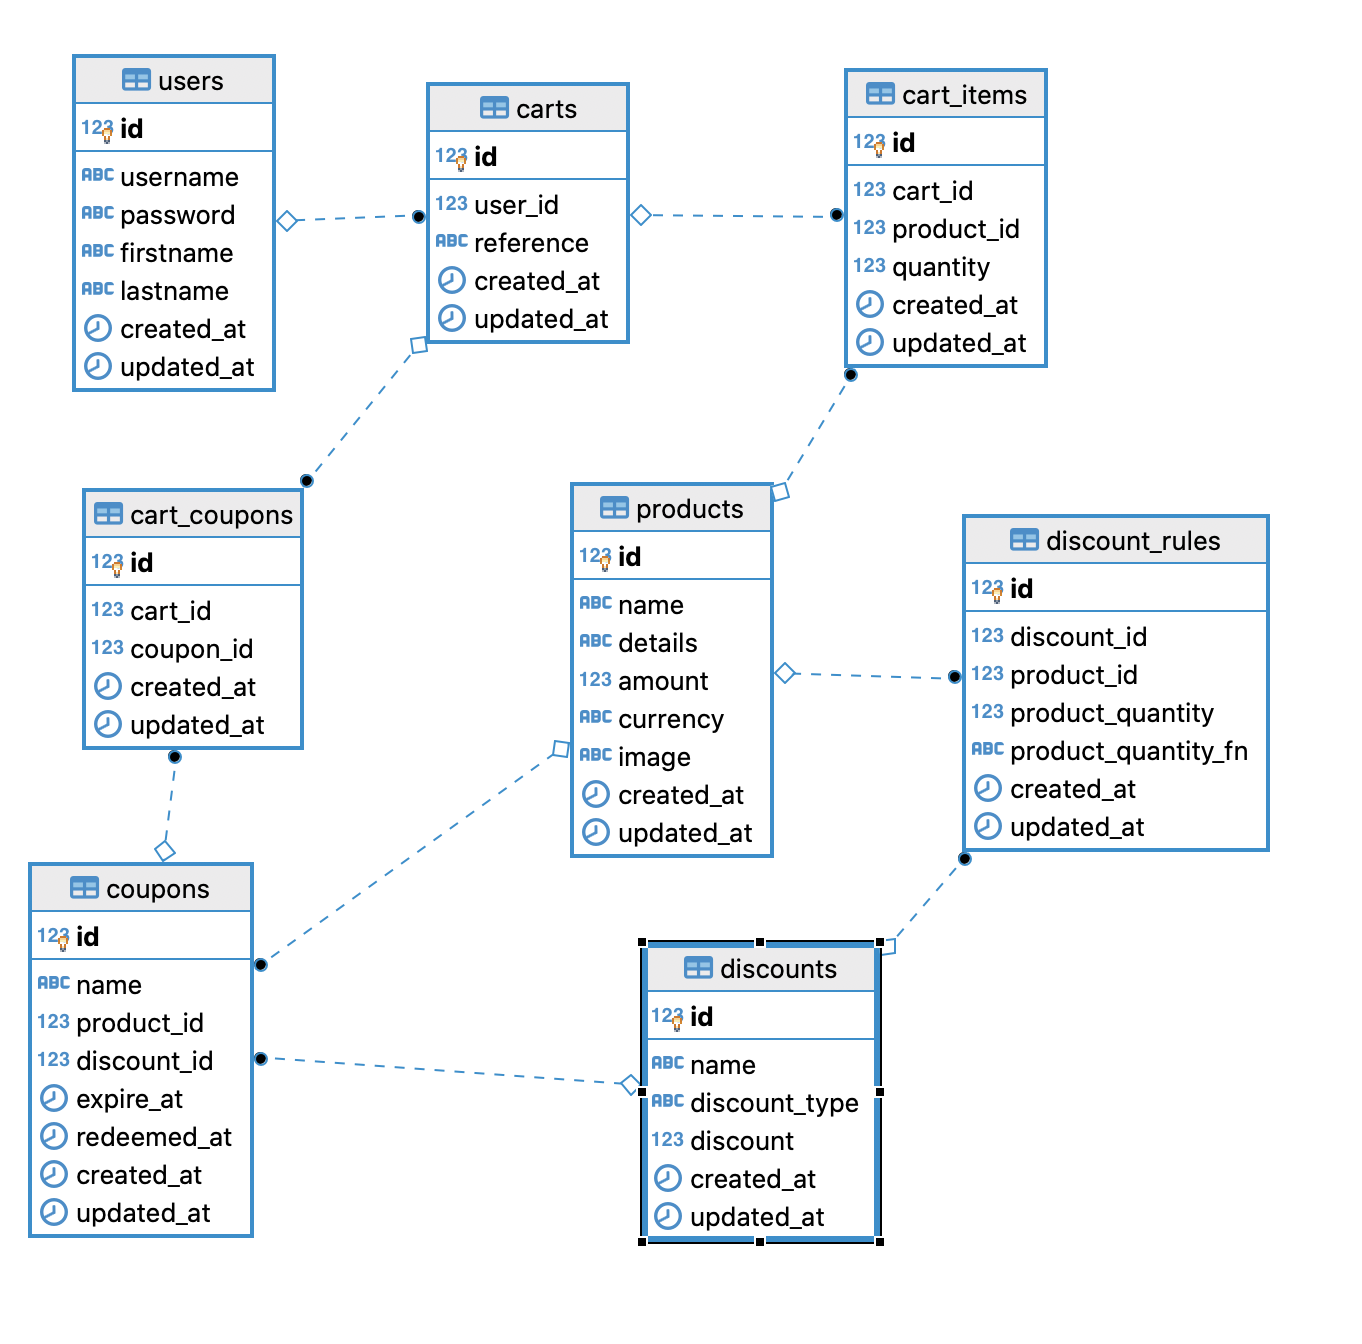 users
123 id
ABC username
ABC password
ABC firstname
ABC lastname
created_at
updated_at
carts
123 id
123 user_id
ABC reference
created_at
updated_at
cart_items
123 id
123 cart_id
123 product_id
123 quantity
created_at
updated_at
cart_coupons
123 id
123 cart_id
123 coupon_id
created_at
updated_at
products
123 id
ABC name
ABC details
123 amount
ABC currency
ABC image
created_at
updated_at
discount_rules
123 id
123 discount_id
123 product_id
123 product_quantity
ABC product_quantity_fn
created_at
updated_at
coupons
123 id
ABC name
123 product_id
123 discount_id
expire_at
redeemed_at
created_at
updated_at
discounts
123 id
ABC name
ABC discount_type
123 discount
created_at
updated_at